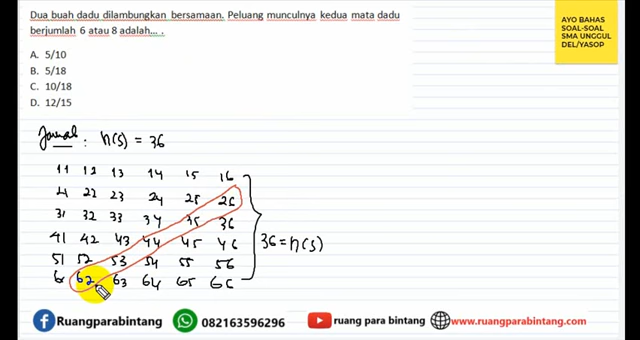 Dua buah dadu dilambungkan bersamaan. Peluang munculnya kedua mata dadu
berjumlah 6 atau 8 adalah... .
A. 5/10
B. 5/18
C. 10/18
D. 12/15
AYO BAHAS
SOAL-SOAL
SMA UNGGUL
DEL/YASOP
Jawab : n(S) = 36
11 12 13 14 15 16
21 22 23 24 25 26
31 32 33 34 35 36
41 42 43 44 45 46
51 52 53 54 55 56
61 62 63 64 65 66
36 = n(S)
Ruangparabintang
082163596296
ruang para bintang
www.ruangparabintang.com